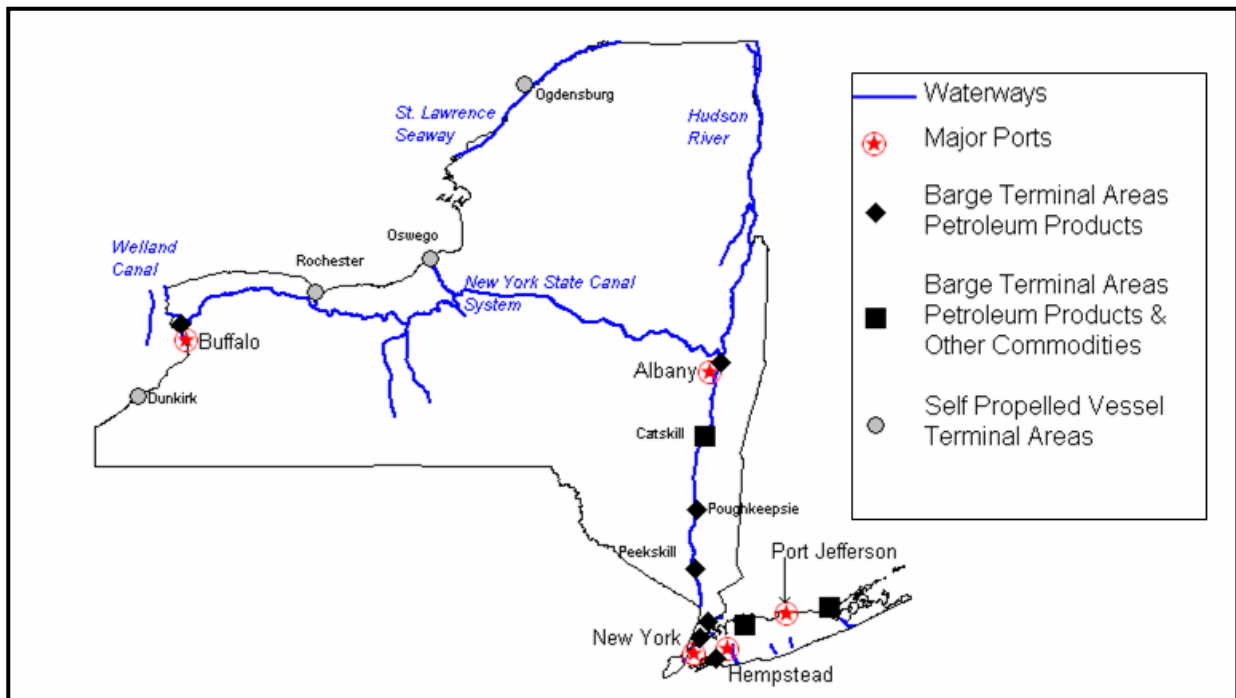 Ogdensburg
St. Lawrence
Seaway
Hudson
River
Oswego
Welland
Canal
Rochester
New York State Canal
System
Buffalo
Albany
Dunkirk
Catskill
Poughkeepsie
Peekskill
Port Jefferson
New York
Hempstead
Waterways
Major Ports
Barge Terminal Areas
Petroleum Products
Barge Terminal Areas
Petroleum Products &
Other Commodities
Self Propelled Vessel
Terminal Areas